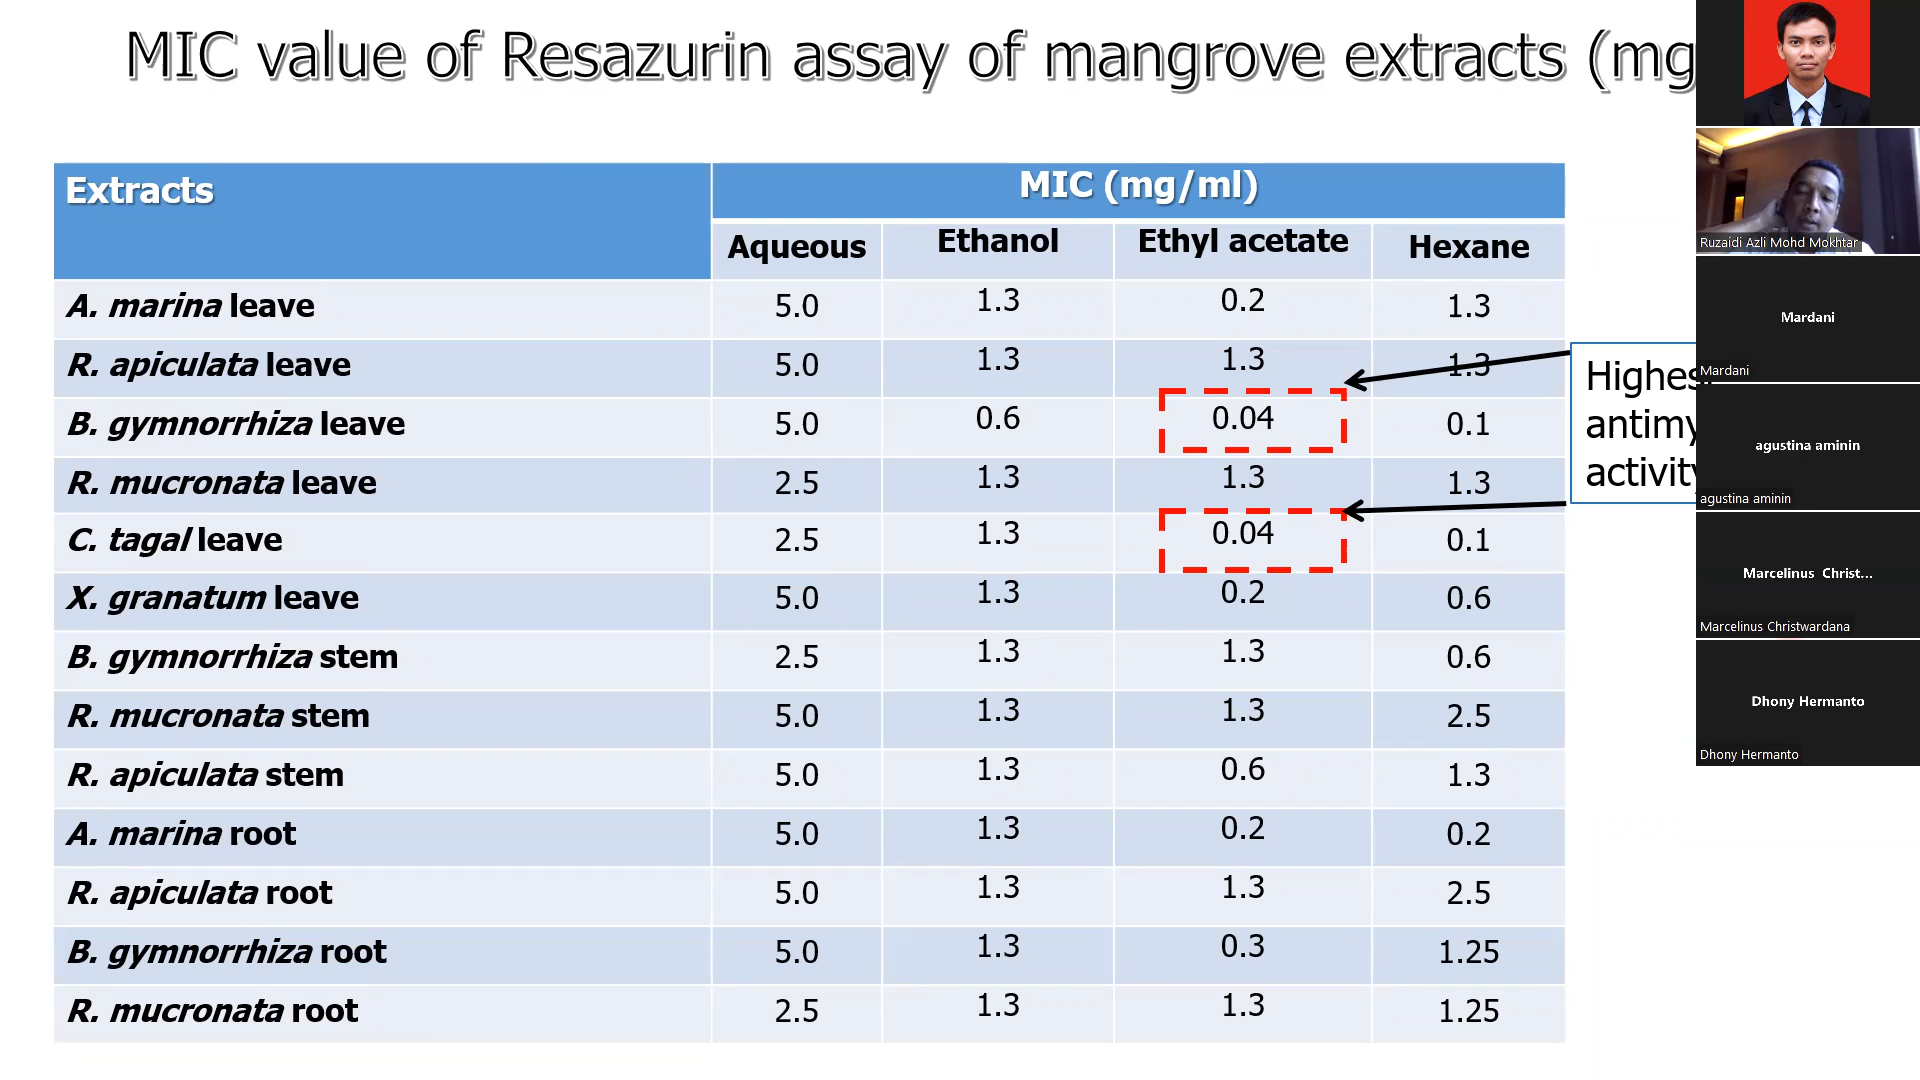 MIC value of Resazurin assay of mangrove extracts (mg
Extracts MIC (mg/ml)
Aqueous Ethanol Ethyl acetate Hexane
A. marina leave 5.0 1.3 0.2 1.3
R. apiculata leave 5.0 1.3 1.3 1.3
B. gymnorrhiza leave 5.0 0.6 0.04 0.1
R. mucronata leave 2.5 1.3 1.3 1.3
C. tagal leave 2.5 1.3 0.04 0.1
X. granatum leave 5.0 1.3 0.2 0.6
B. gymnorrhiza stem 2.5 1.3 1.3 0.6
R. mucronata stem 5.0 1.3 1.3 2.5
R. apiculata stem 5.0 1.3 0.6 1.3
A. marina root 5.0 1.3 0.2 0.2
R. apiculata root 5.0 1.3 1.3 2.5
B. gymnorrhiza root 5.0 1.3 0.3 1.25
R. mucronata root 2.5 1.3 1.3 1.25
Ruzaidi Azli Mohd Mokhtar
Mardani
Mardani
agustina aminin
agustina aminin
Marcelinus Christ...
Marcelinus Christwardana
Dhony Hermanto
Dhony Hermanto